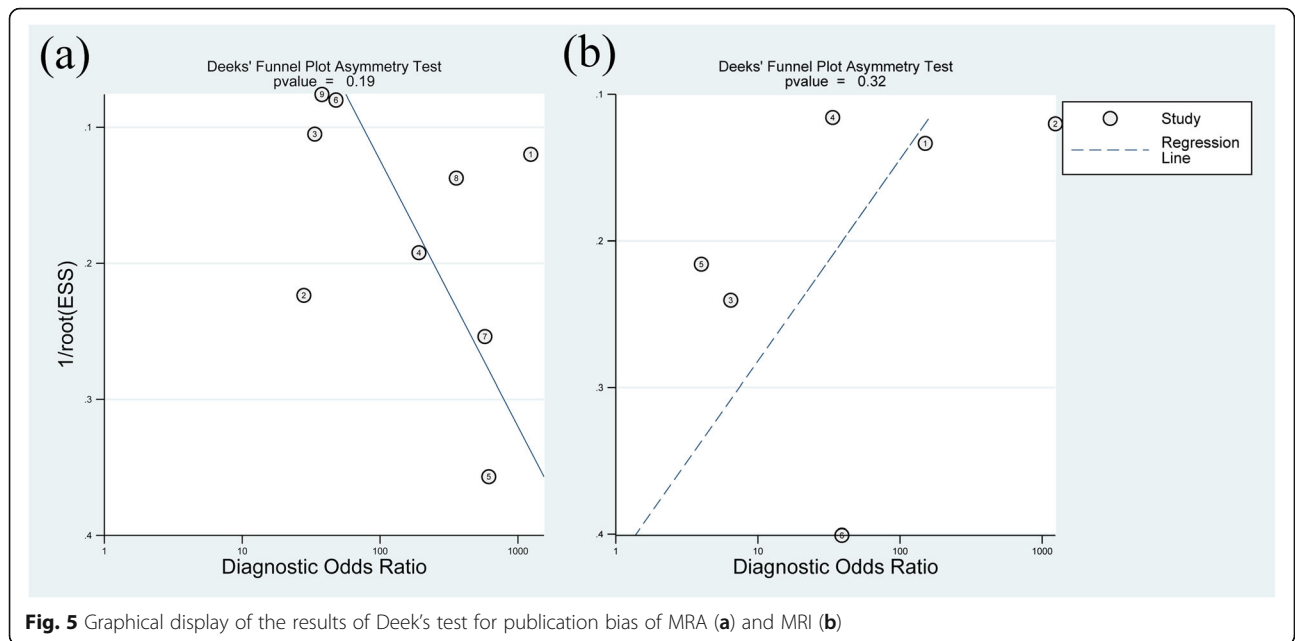 (a)
Deeks' Funnel Plot Asymmetry Test
pvalue = 0.19
1/root(ESS)
.1
.2
.3
.4
9
6
3
1
8
4
2
7
5
1
10
100
1000
Diagnostic Odds Ratio
(b)
Deeks' Funnel Plot Asymmetry Test
pvalue = 0.32
.1
.2
.3
.4
4
2
1
5
3
6
1
10
100
1000
Diagnostic Odds Ratio
Study
Regression
Line
Fig. 5 Graphical display of the results of Deek's test for publication bias of MRA (a) and MRI (b)